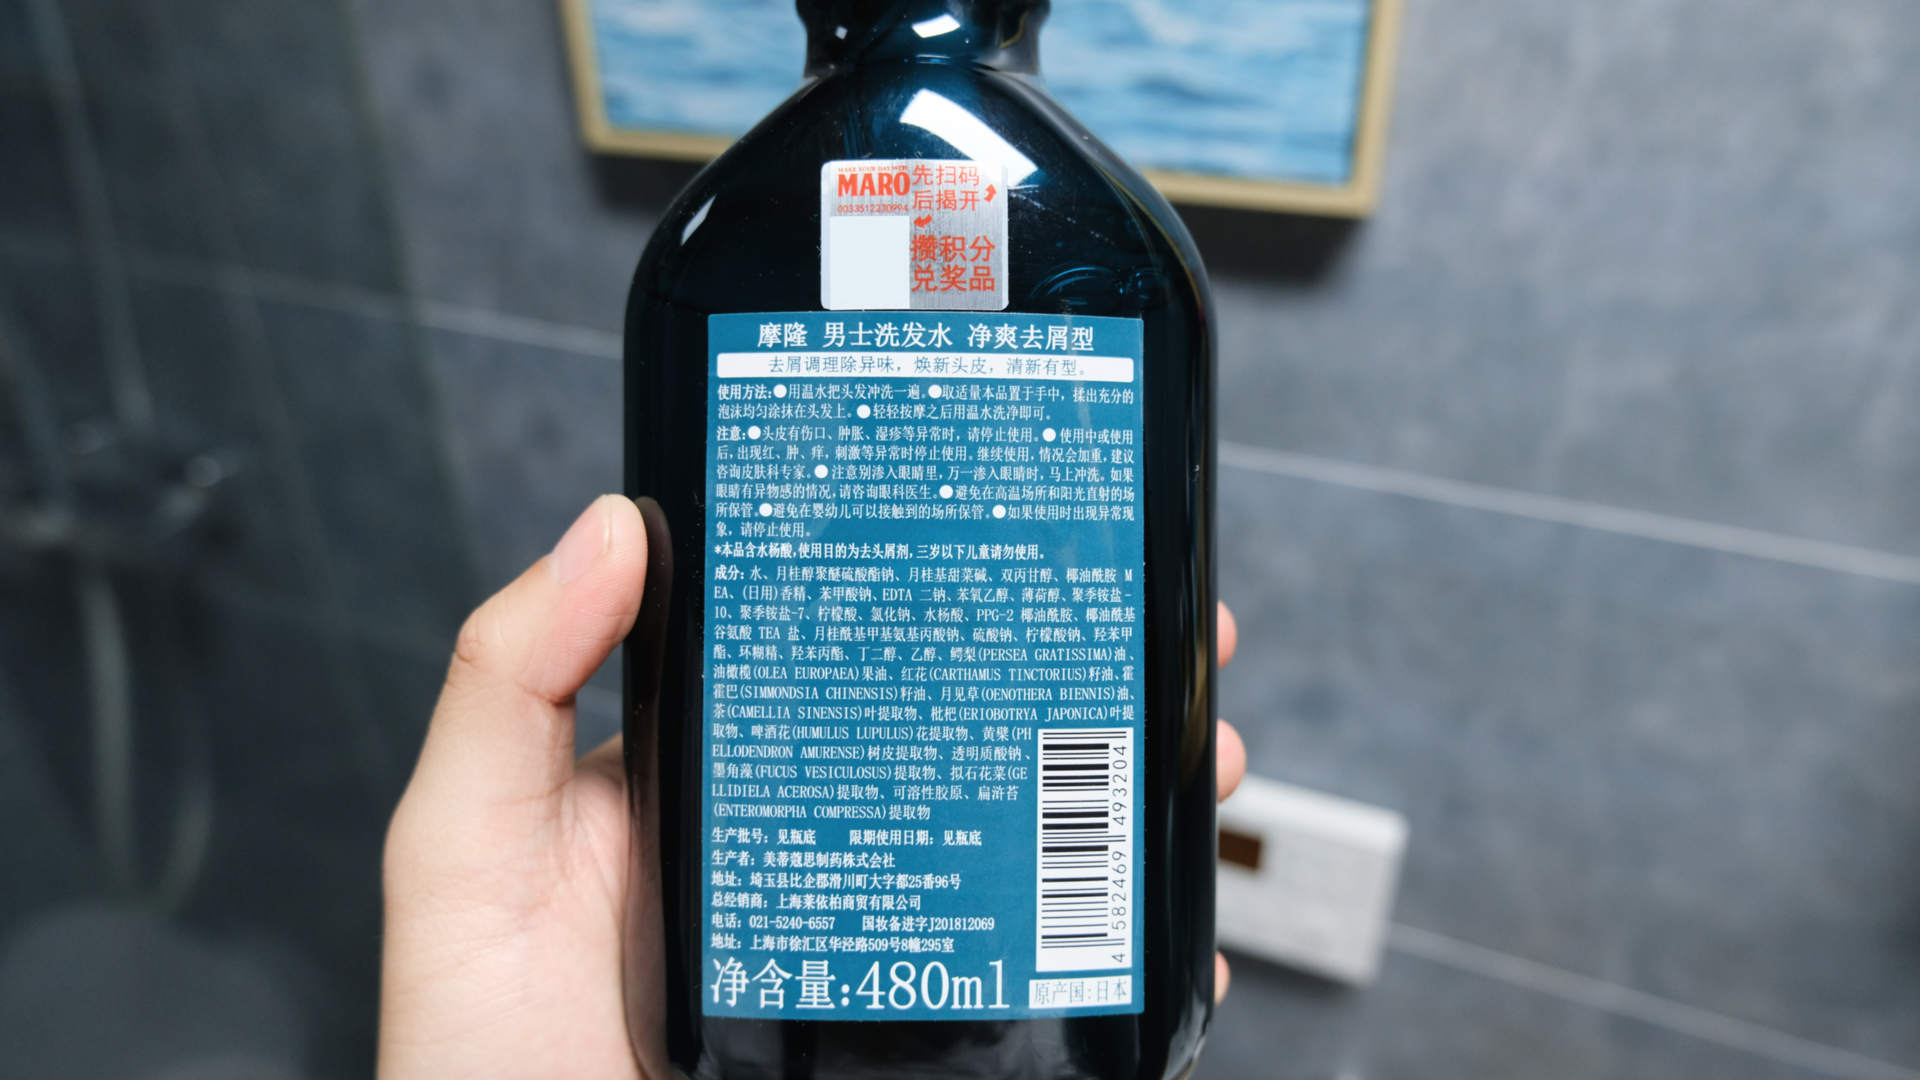 MAKE YOUR DAY WITH
MARO
0033512230994
先扫码
后揭开
攒积分
兑奖品
摩隆 男士洗发水 净爽去屑型
去屑调理除异味，焕新头皮，清新有型。
使用方法：●用温水把头发冲洗一遍。●取适量本品置于手中，揉出充分的
泡沫均匀涂抹在头发上。●轻轻按摩之后用温水洗净即可。
注意：●头皮有伤口、肿胀、湿疹等异常时，请停止使用。●使用中或使用
后，出现红、肿、痒，刺激等异常时停止使用。继续使用，情况会加重，建议
咨询皮肤科专家。●注意别渗入眼睛里，万一渗入眼睛时，马上冲洗。如果
眼睛有异物感的情况，请咨询眼科医生。●避免在高温场所和阳光直射的场
所保管。●避免在婴幼儿可以接触到的场所保管。●如果使用时出现异常现
象，请停止使用。
*本品含水杨酸，使用目的为去头屑剂，三岁以下儿童请勿使用。
成分：水、月桂醇聚醚硫酸酯钠、月桂基甜菜碱、双丙甘醇、椰油酰胺 M
EA、(日用)香精、苯甲酸钠、EDTA 二钠、苯氧乙醇、薄荷醇、聚季铵盐-
10、聚季铵盐-7、柠檬酸、氯化钠、水杨酸、PPG-2 椰油酰胺、椰油酰基
谷氨酸 TEA 盐、月桂酰基甲基氨基丙酸钠、硫酸钠、柠檬酸钠、羟苯甲
酯、环糊精、羟苯丙酯、丁二醇、乙醇、鳄梨(PERSEA GRATISSIMA)油、
油橄榄(OLEA EUROPAEA)果油、红花(CARTHAMUS TINCTORIUS)籽油、霍
霍巴(SIMMONDSIA CHINENSIS)籽油、月见草(OENOTHERA BIENNIS)油、
茶(CAMELLIA SINENSIS)叶提取物、枇杷(ERIOBOTRYA JAPONICA)叶提
取物、啤酒花(HUMULUS LUPULUS)花提取物、黄檗(PH
ELLODENDRON AMURENSE)树皮提取物、透明质酸钠、
墨角藻(FUCUS VESICULOSUS)提取物、拟石花菜(GE
LLIDIELA ACEROSA)提取物、可溶性胶原、扁浒苔
(ENTEROMORPHA COMPRESSA)提取物
生产批号：见瓶底 限期使用日期：见瓶底
生产者：美蒂蔻思制药株式会社
地址：埼玉县比企郡滑川町大字都25番96号
总经销商：上海莱依柏商贸有限公司
电话：021-5240-6557 国妆备进字J201812069
地址：上海市徐汇区华泾路509号8幢295室
净含量:480ml
原产国:日本
4 582469 493204